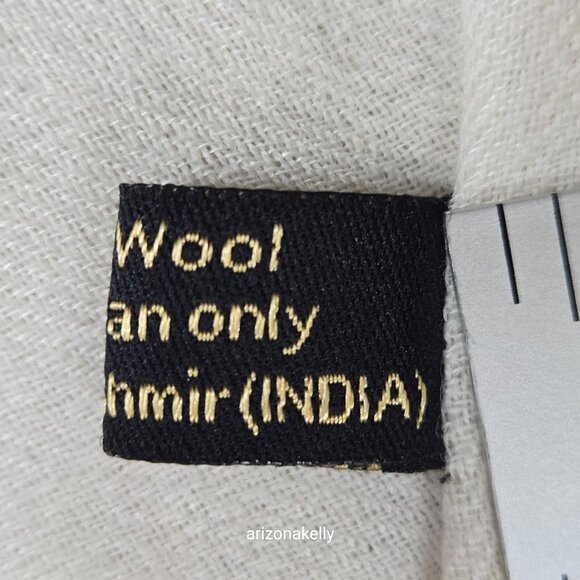 Wool
an only
hmir (INDIA)
arizonakelly